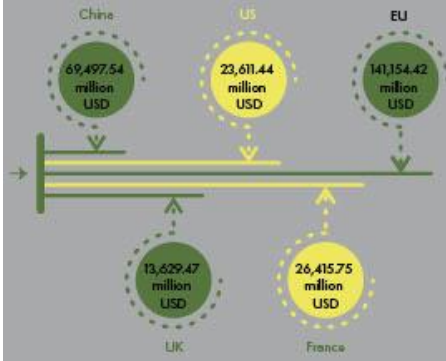 China
US
EU
69,497.54
million
USD
23,611.44
million
USD
141,154.42
million
USD
13,629.47
million
USD
26,415.75
million
USD
UK
France